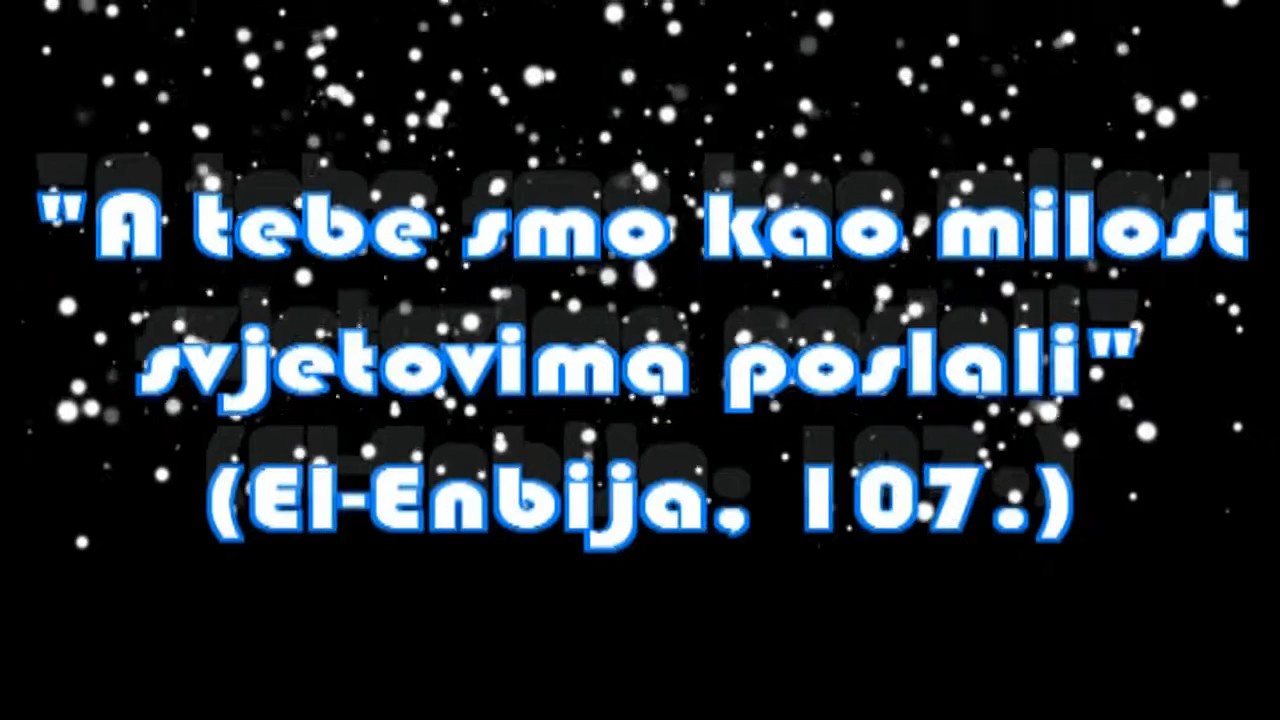 "A tebe smo kao milost
svjetovima poslali"
(El-Enbija, 107.)